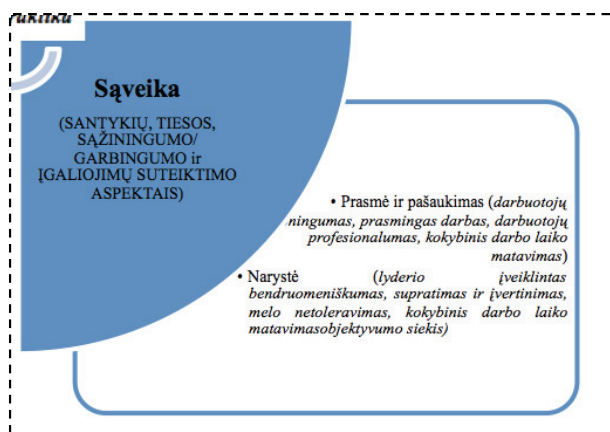 Sąveika
(SANTYKIŲ, TIESOS,
SĄŽININGUMO/
GARBINGUMO ir
ĮGALIOJIMŲ SUTEIKTIMO
ASPEKTAIS)
• Prasmė ir pašaukimas (darbuotojų
ningumas, prasmingas darbas, darbuotojų
profesionalumas, kokybinis darbo laiko
matavimas)
• Narystė (lyderio įveiklintas
bendruomeniškumas, supratimas ir įvertinimas,
melo netoleravimas, kokybinis darbo laiko
matavimasobjektyvumo siekis)